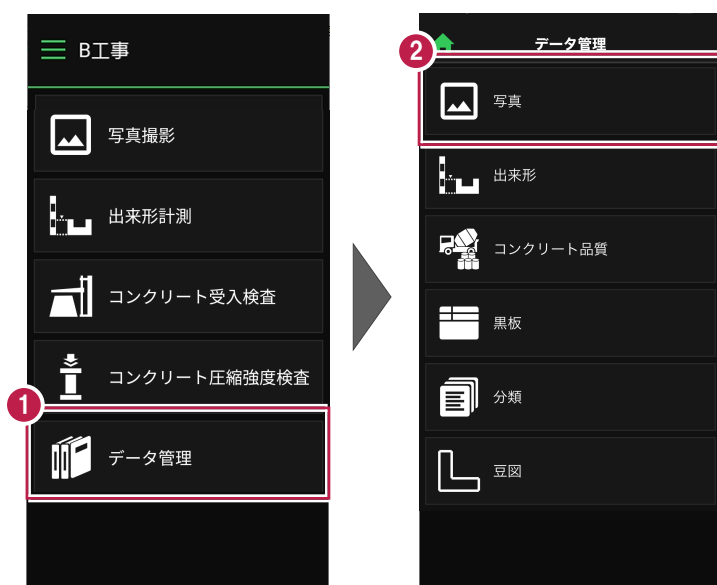 B工事
写真撮影
出来形計測
コンクリート受入検査
コンクリート圧縮強度検査
1
データ管理
2
データ管理
写真
出来形
コンクリート品質
黒板
分類
豆図